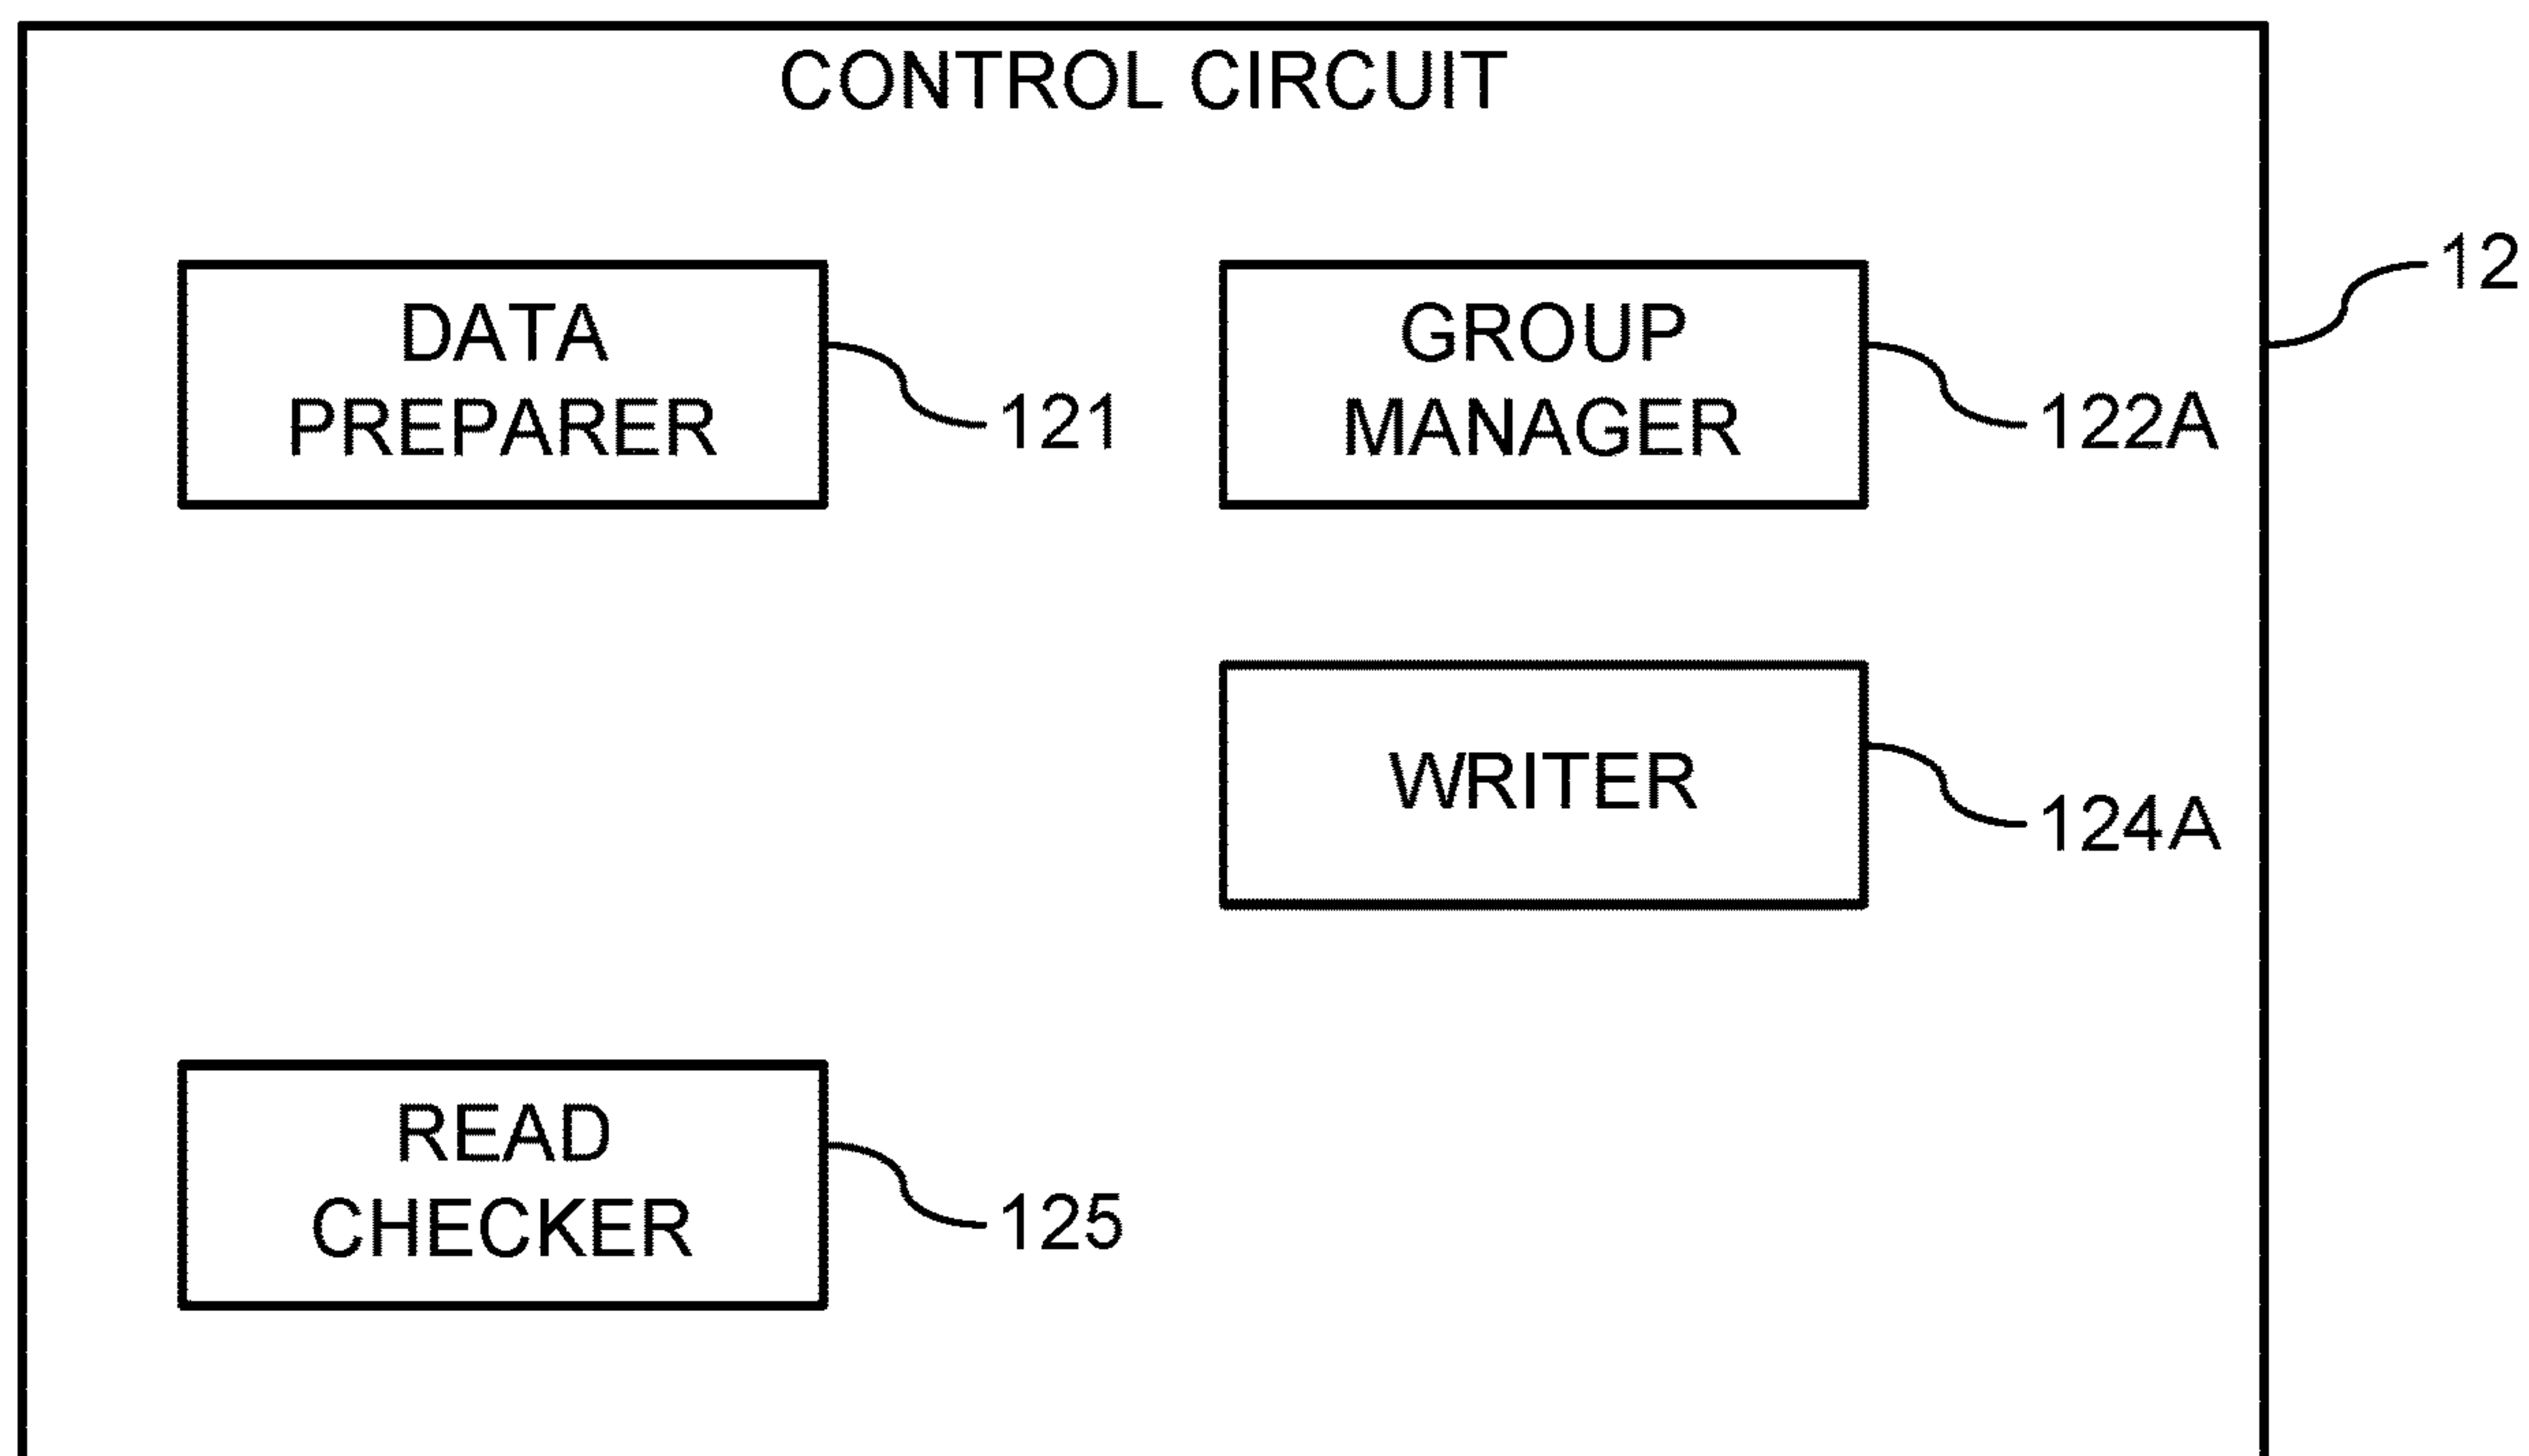 CONTROL CIRCUIT
12
DATA
PREPARER
121
GROUP
MANAGER
122A
WRITER
124A
READ
CHECKER
125